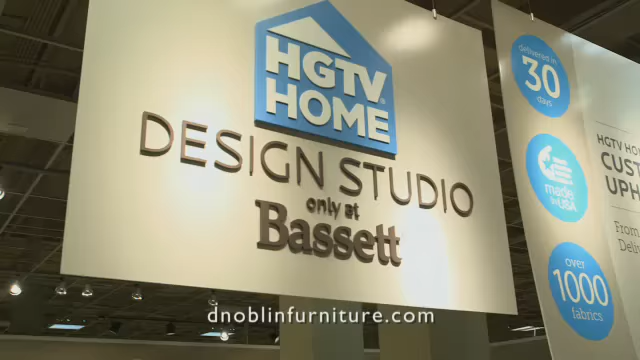 HGTV
HOME
DESIGN STUDIO
only at
Bassett
delivered in
30
days
made
in USA
over
1000
fabrics
HGTV HO
CUST
UPH
From
Deliv
dnoblinfurniture.com